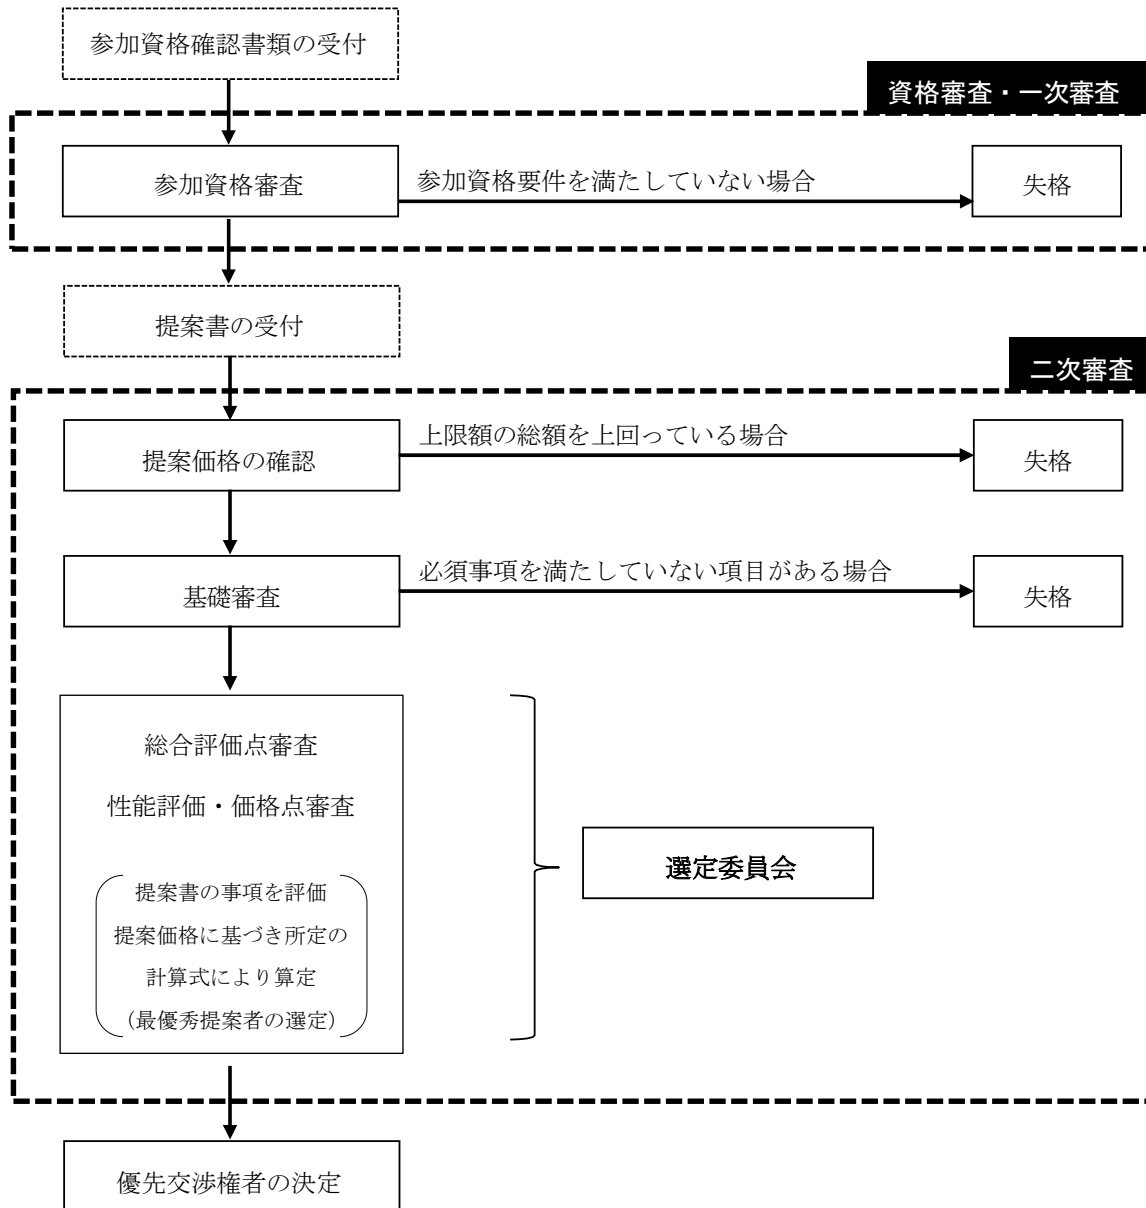 参加資格確認書類の受付
資格審査・一次審査
参加資格審査
参加資格要件を満たしていない場合
失格
提案書の受付
二次審査
提案価格の確認
上限額の総額を上回っている場合
失格
基礎審査
必須事項を満たしていない項目がある場合
失格
総合評価点審査
性能評価・価格点審査
提案書の事項を評価
提案価格に基づき所定の
計算式により算定
(最優秀提案者の選定)
選定委員会
優先交渉権者の決定